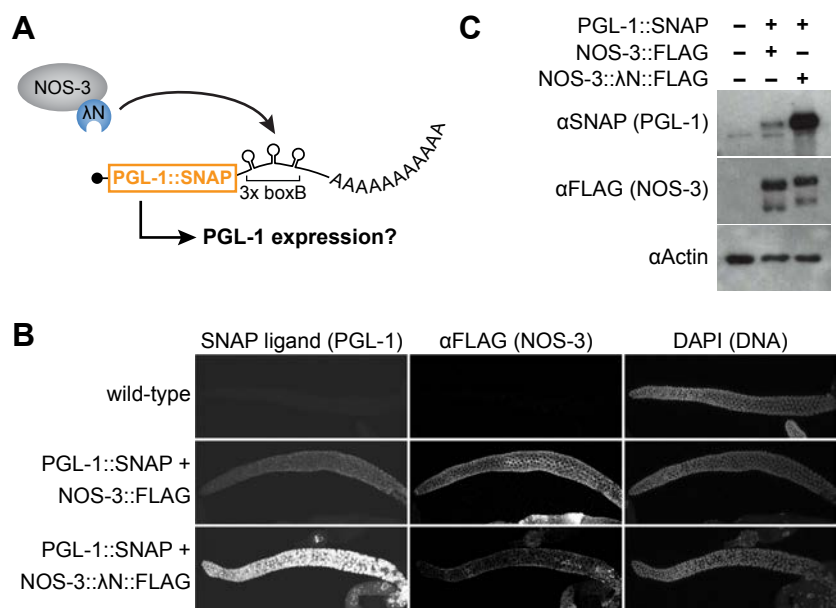 A
NOS-3
λN
PGL-1::SNAP
3x boxB
AAAAAAAAAAA
PGL-1 expression?
C
PGL-1::SNAP – + +
NOS-3::FLAG – + –
NOS-3::λN::FLAG – – +
αSNAP (PGL-1)
αFLAG (NOS-3)
αActin
B
SNAP ligand (PGL-1) αFLAG (NOS-3) DAPI (DNA)
wild-type
PGL-1::SNAP +
NOS-3::FLAG
PGL-1::SNAP +
NOS-3::λN::FLAG